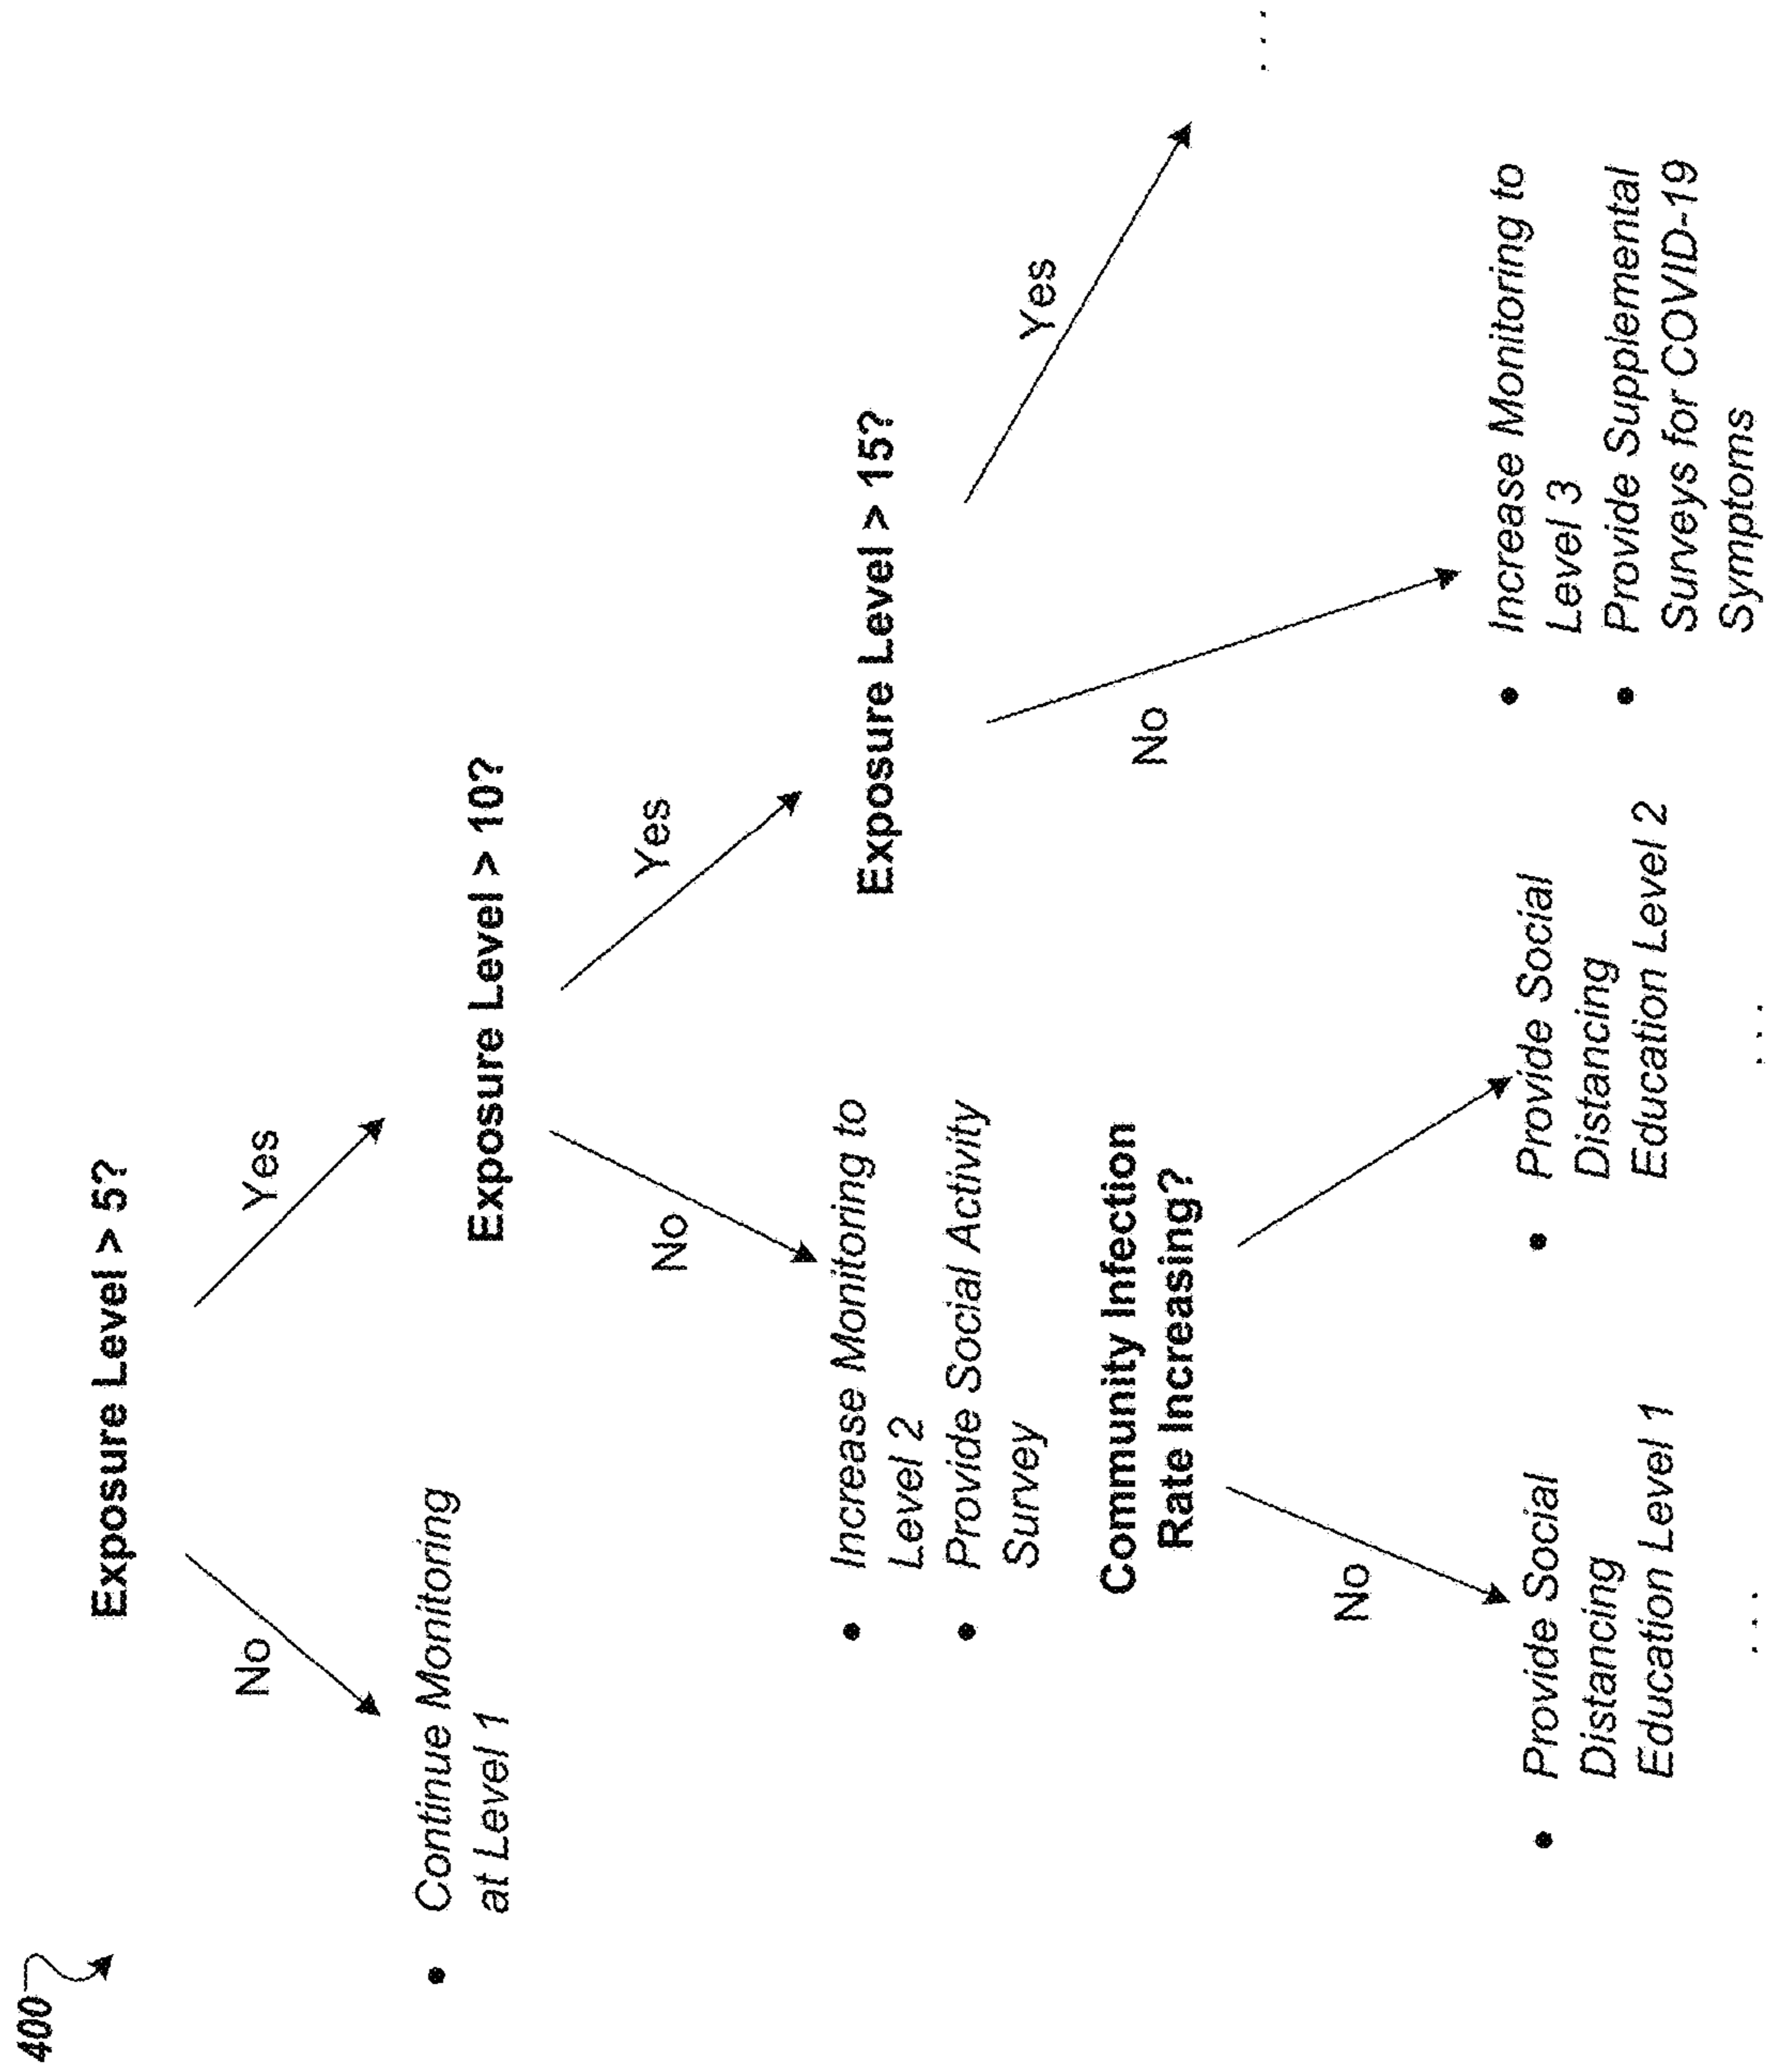 400
Exposure Level > 5?
No
Yes
• Continue Monitoring
at Level 1
Exposure Level > 10?
No
Yes
• Increase Monitoring to
Level 2
• Provide Social Activity
Survey
Exposure Level > 15?
Community Infection
Rate Increasing?
No
Yes
No
• Provide Social
Distancing
Education Level 1
. . .
• Provide Social
Distancing
Education Level 2
. . .
• Increase Monitoring to
Level 3
• Provide Supplemental
Surveys for COVID-19
Symptoms
. . .